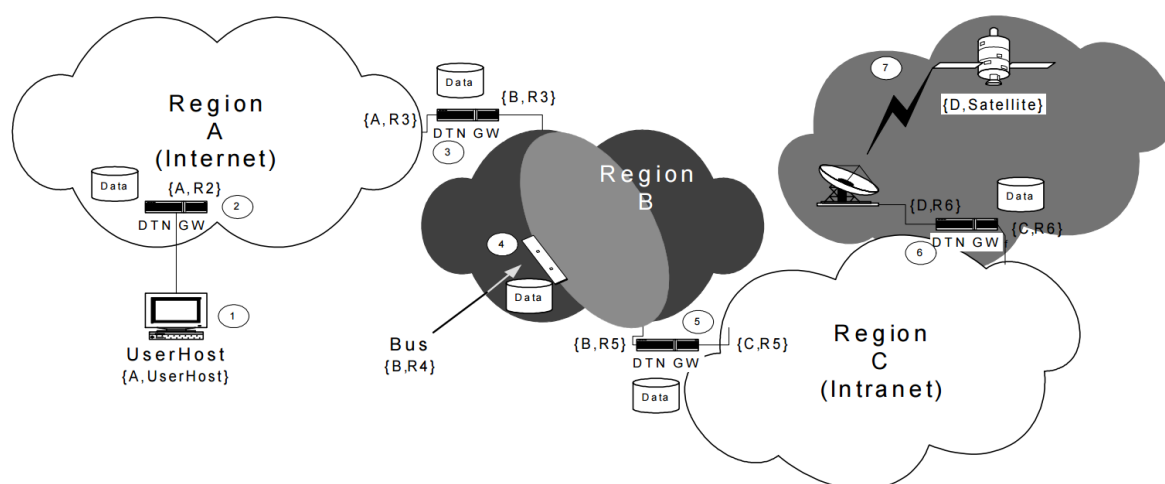 Region
A
(Internet)
Data
{A,R2}
2
DTN GW
1
UserHost
{A,UserHost}
Data
{A,R3}
{B,R3}
DTN GW
3
Region
B
4
Data
Bus
{B,R4}
5
{B,R5}
{C,R5}
DTN GW
Data
7
{D,Satellite}
Data
{D,R6}
{C,R6}
DTN GW
6
Region
C
(Intranet)